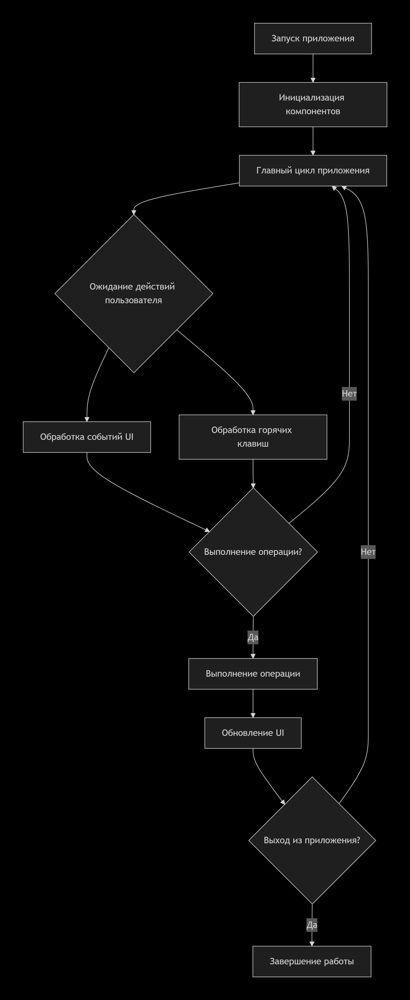 Запуск приложения
Инициализация
компонентов
Главный цикл приложения
Ожидание действий
пользователя
Нет
Обработка событий UI
Обработка горячих
клавиш
Выполнение операции?
Нет
Да
Выполнение операции
Обновление UI
Выход из приложения?
Да
Завершение работы